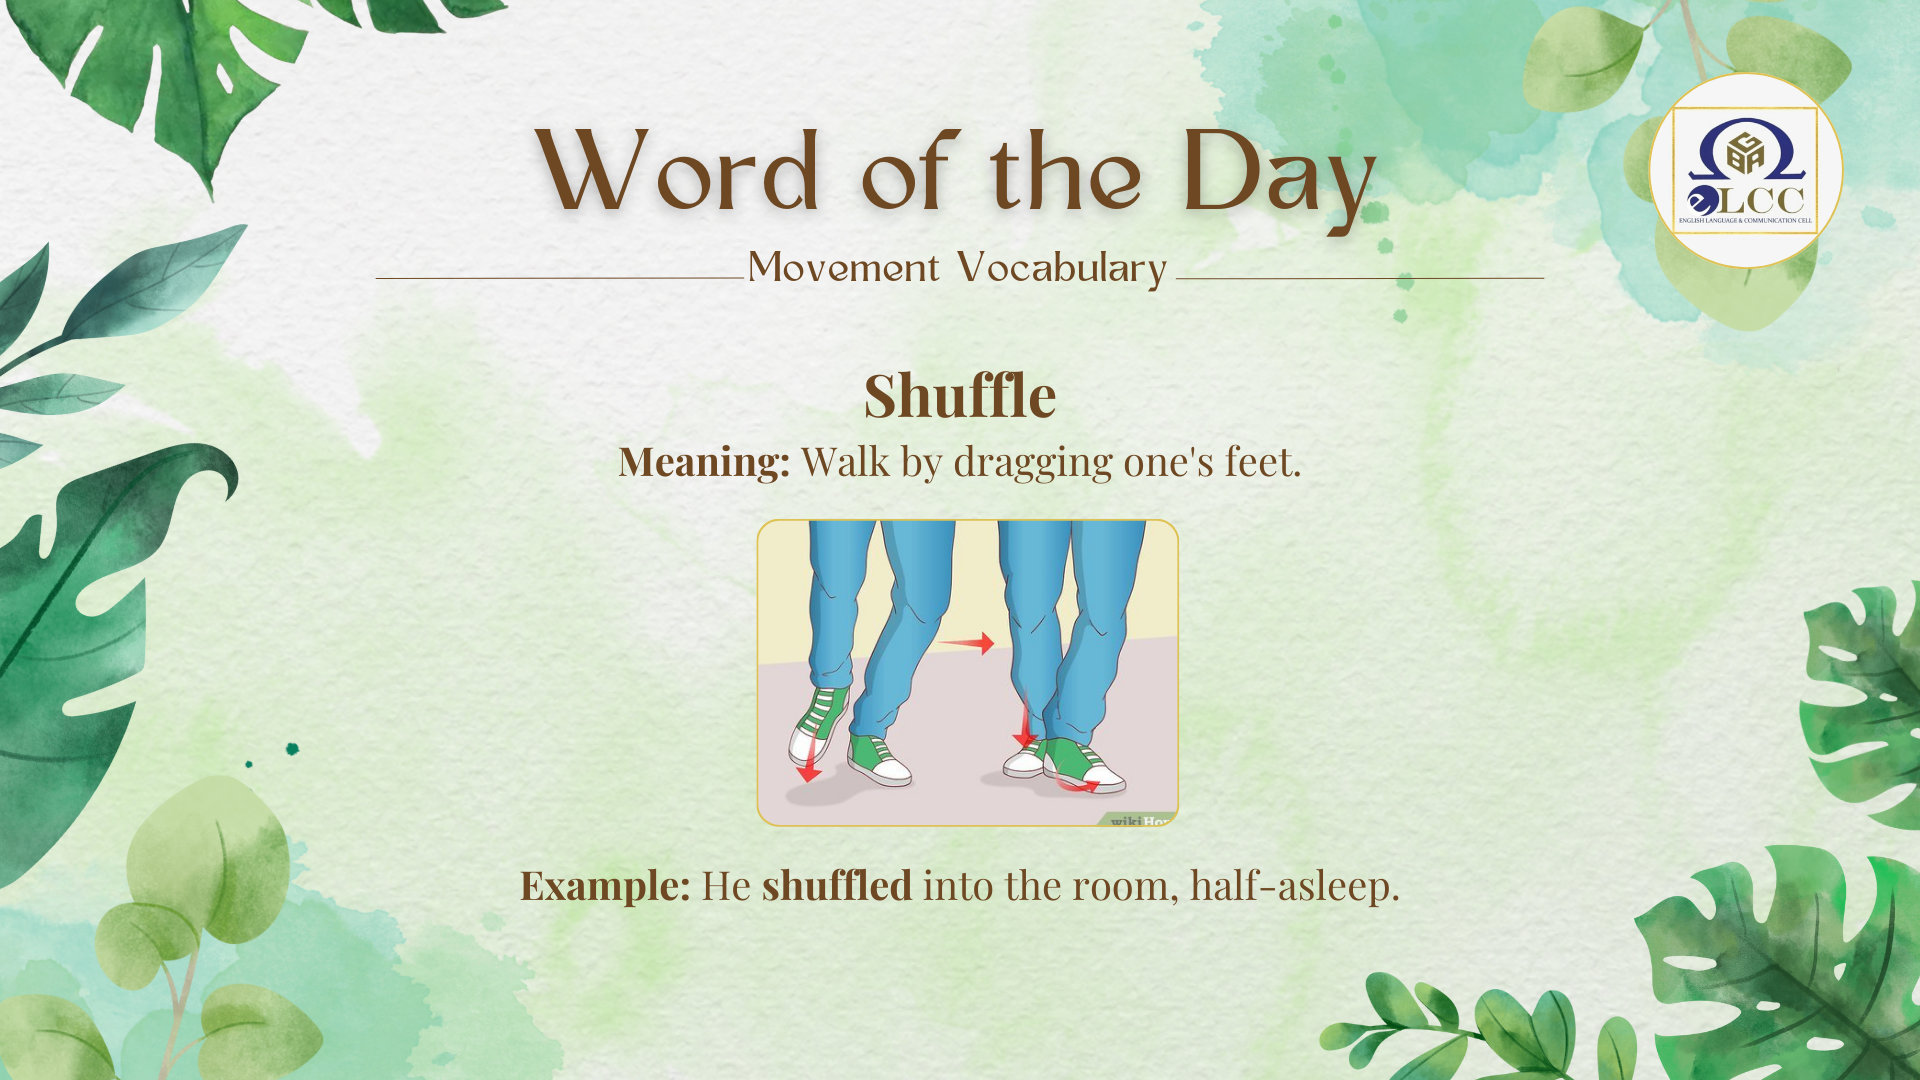 Word of the Day
Movement Vocabulary
GBA
eLCC
ENGLISH LANGUAGE & COMMUNICATION CELL
Shuffle
Meaning: Walk by dragging one's feet.
wikiHow
Example: He shuffled into the room, half-asleep.